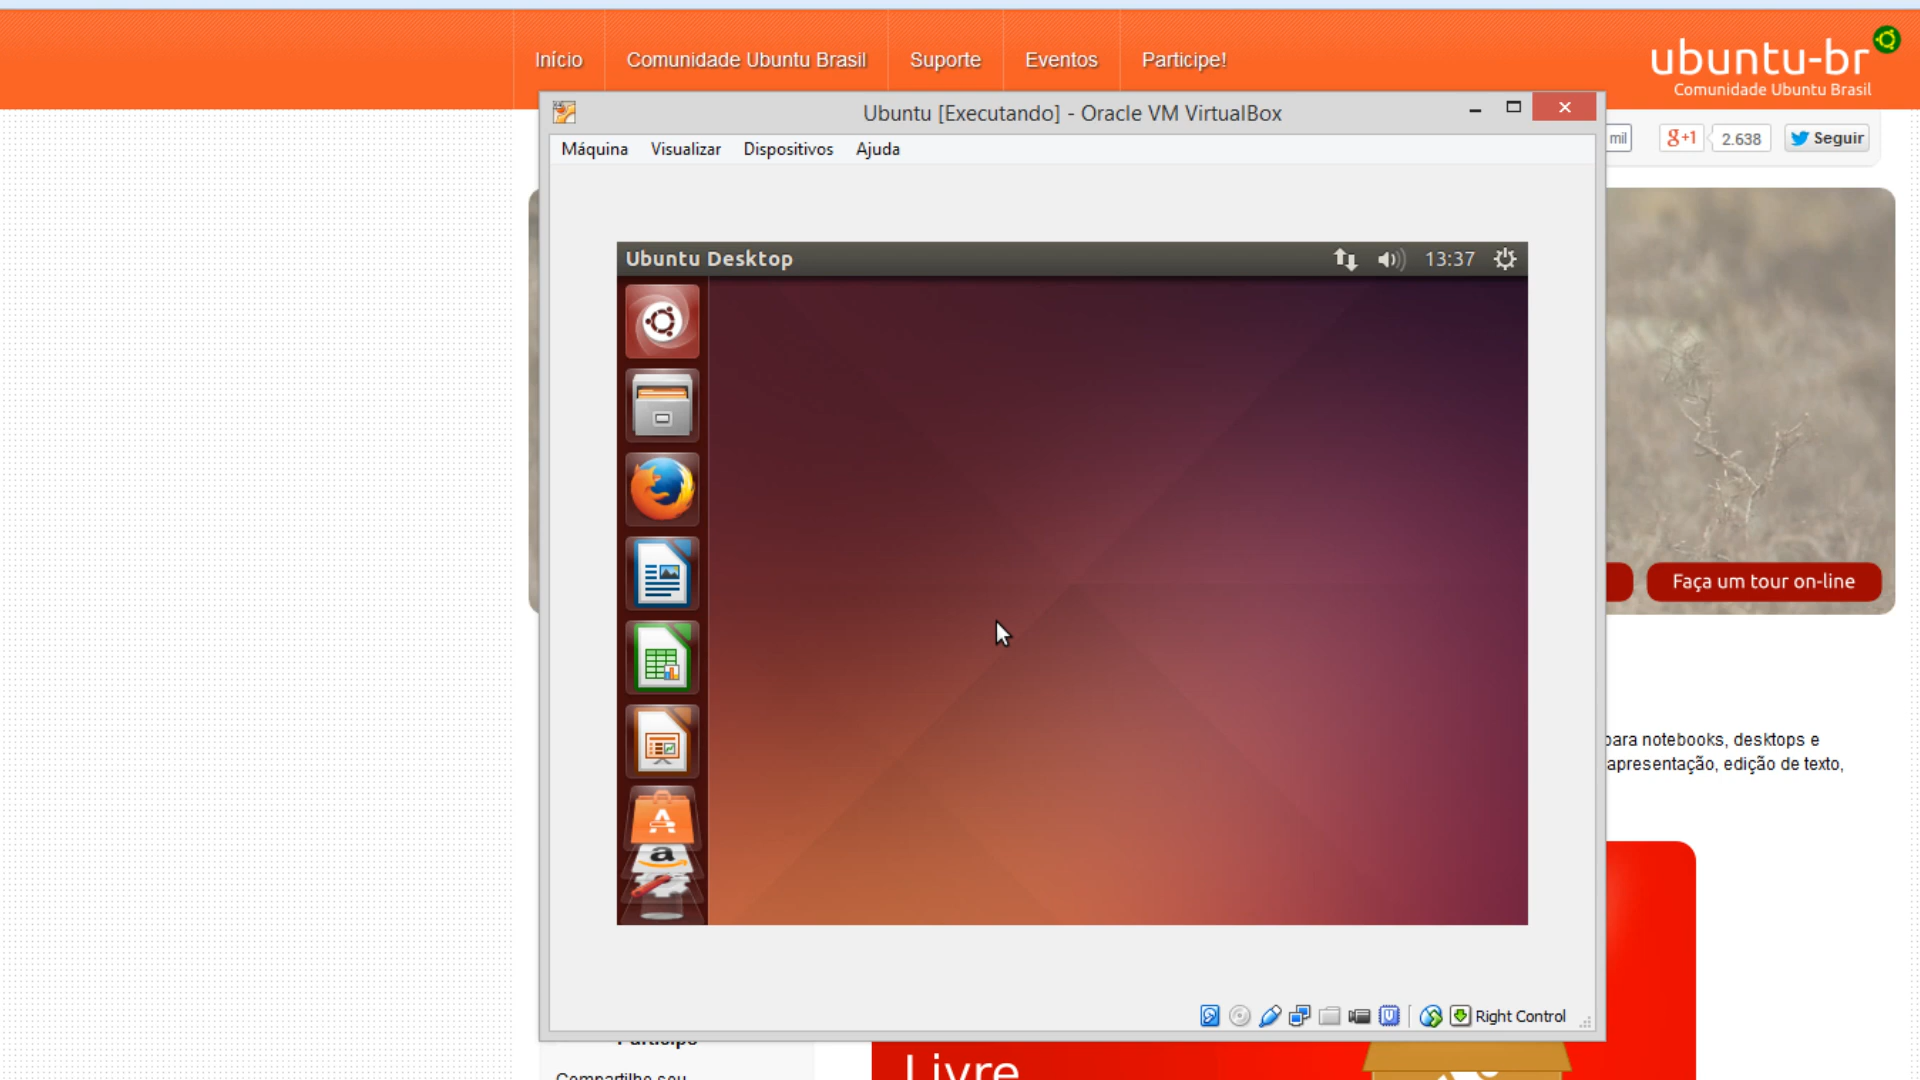 Início
Comunidade Ubuntu Brasil
Suporte
Eventos
Participe!
ubuntu-br
Comunidade Ubuntu Brasil
Ubuntu [Executando] - Oracle VM VirtualBox
Máquina
Visualizar
Dispositivos
Ajuda
mil
g+1
2.638
Seguir
Ubuntu Desktop
13:37
Faça um tour on-line
para notebooks, desktops e
apresentação, edição de texto,
Right Control
Livre